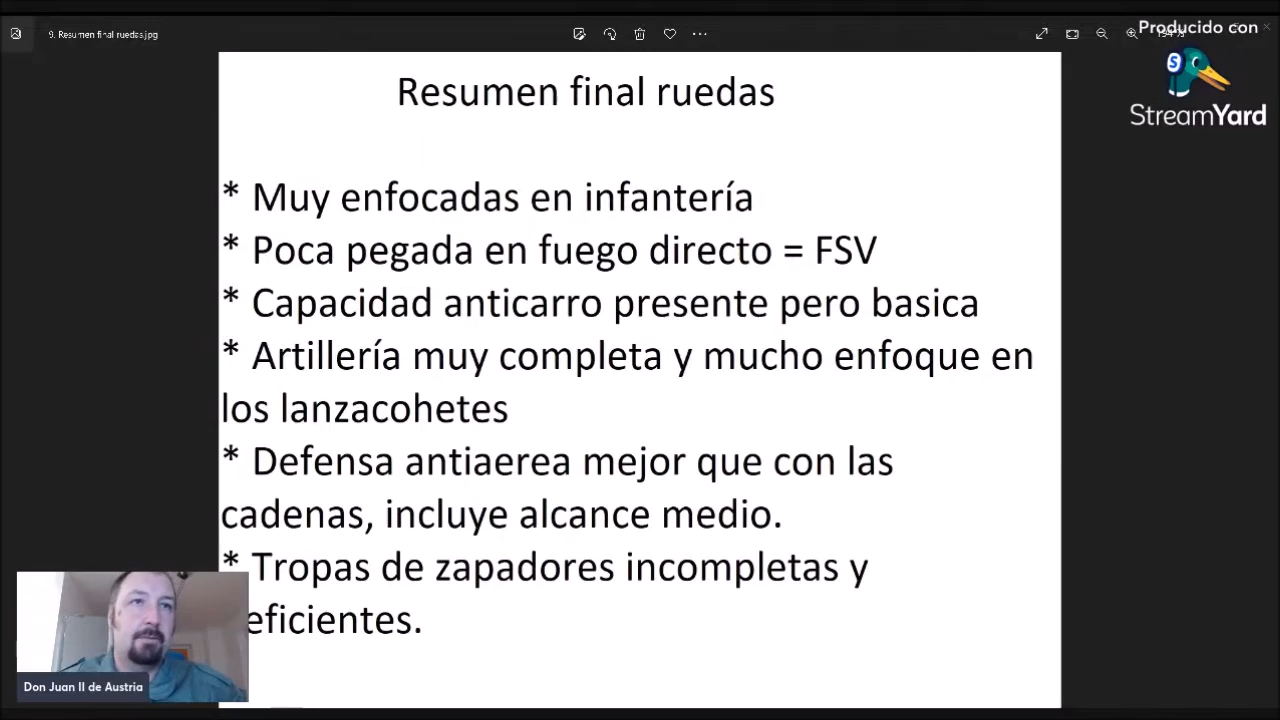 9. Resumen final ruedas.jpg
Producido con
StreamYard
Resumen final ruedas
* Muy enfocadas en infantería
* Poca pegada en fuego directo = FSV
* Capacidad anticarro presente pero basica
* Artillería muy completa y mucho enfoque en
los lanzacohetes
* Defensa antiaerea mejor que con las
cadenas, incluye alcance medio.
* Tropas de zapadores incompletas y
eficientes.
Don Juan II de Austria